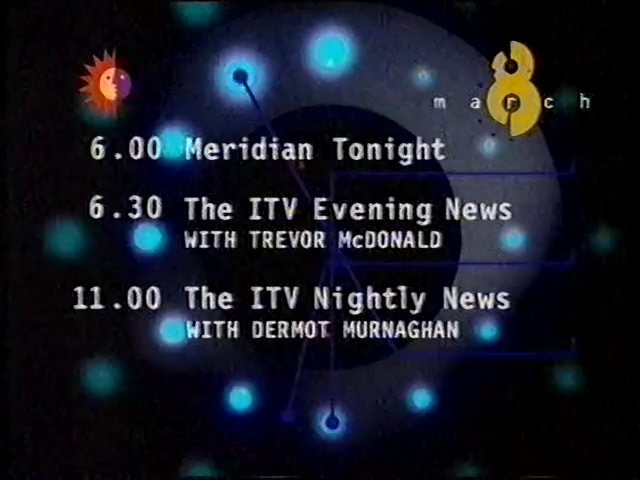 8
march
6.00 Meridian Tonight
6.30 The ITV Evening News
WITH TREVOR McDONALD
11.00 The ITV Nightly News
WITH DERMOT MURNAGHAN